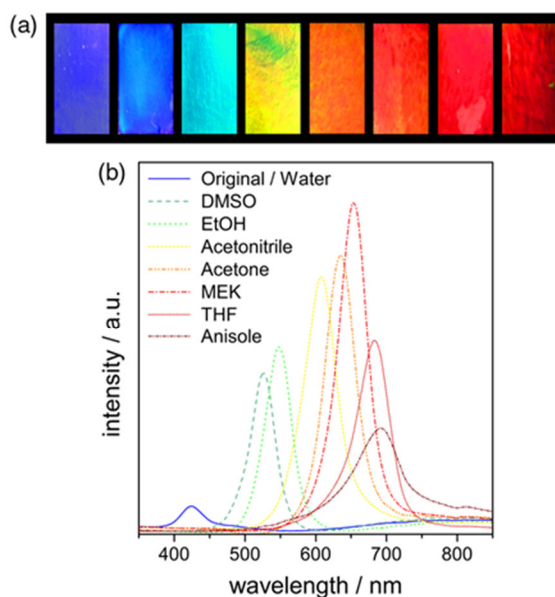 (a)
(b)
Original / Water
DMSO
EtOH
Acetonitrile
Acetone
MEK
THF
Anisole
intensity / a.u.
400 500 600 700 800
wavelength / nm